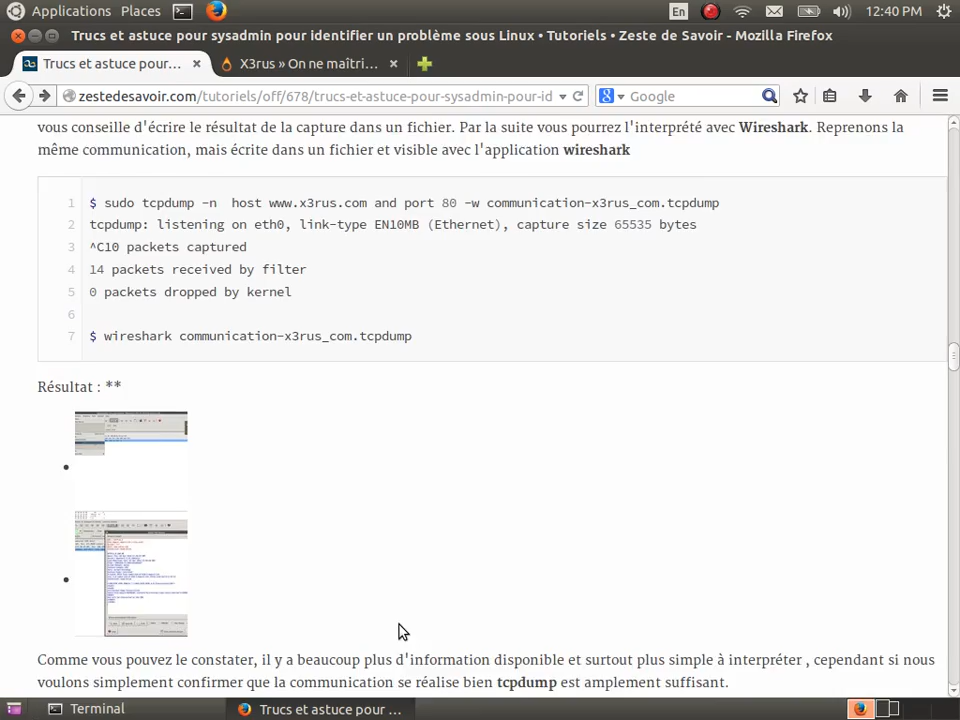 Applications Places En 12:40 PM
Trucs et astuce pour sysadmin pour identifier un problème sous Linux • Tutoriels • Zeste de Savoir - Mozilla Firefox
Trucs et astuce pour... X3rus » On ne maîtri...
zestedesavoir.com/tutoriels/off/678/trucs-et-astuce-pour-sysadmin-pour-id Google
vous conseille d'écrire le résultat de la capture dans un fichier. Par la suite vous pourrez l'interprété avec Wireshark. Reprenons la
même communication, mais écrite dans un fichier et visible avec l'application wireshark
1 $ sudo tcpdump -n host www.x3rus.com and port 80 -w communication-x3rus_com.tcpdump
2 tcpdump: listening on eth0, link-type EN10MB (Ethernet), capture size 65535 bytes
3 ^C10 packets captured
4 14 packets received by filter
5 0 packets dropped by kernel
6
7 $ wireshark communication-x3rus_com.tcpdump
Résultat : **
Comme vous pouvez le constater, il y a beaucoup plus d'information disponible et surtout plus simple à interpréter , cependant si nous
voulons simplement confirmer que la communication se réalise bien tcpdump est amplement suffisant.
Terminal Trucs et astuce pour ...